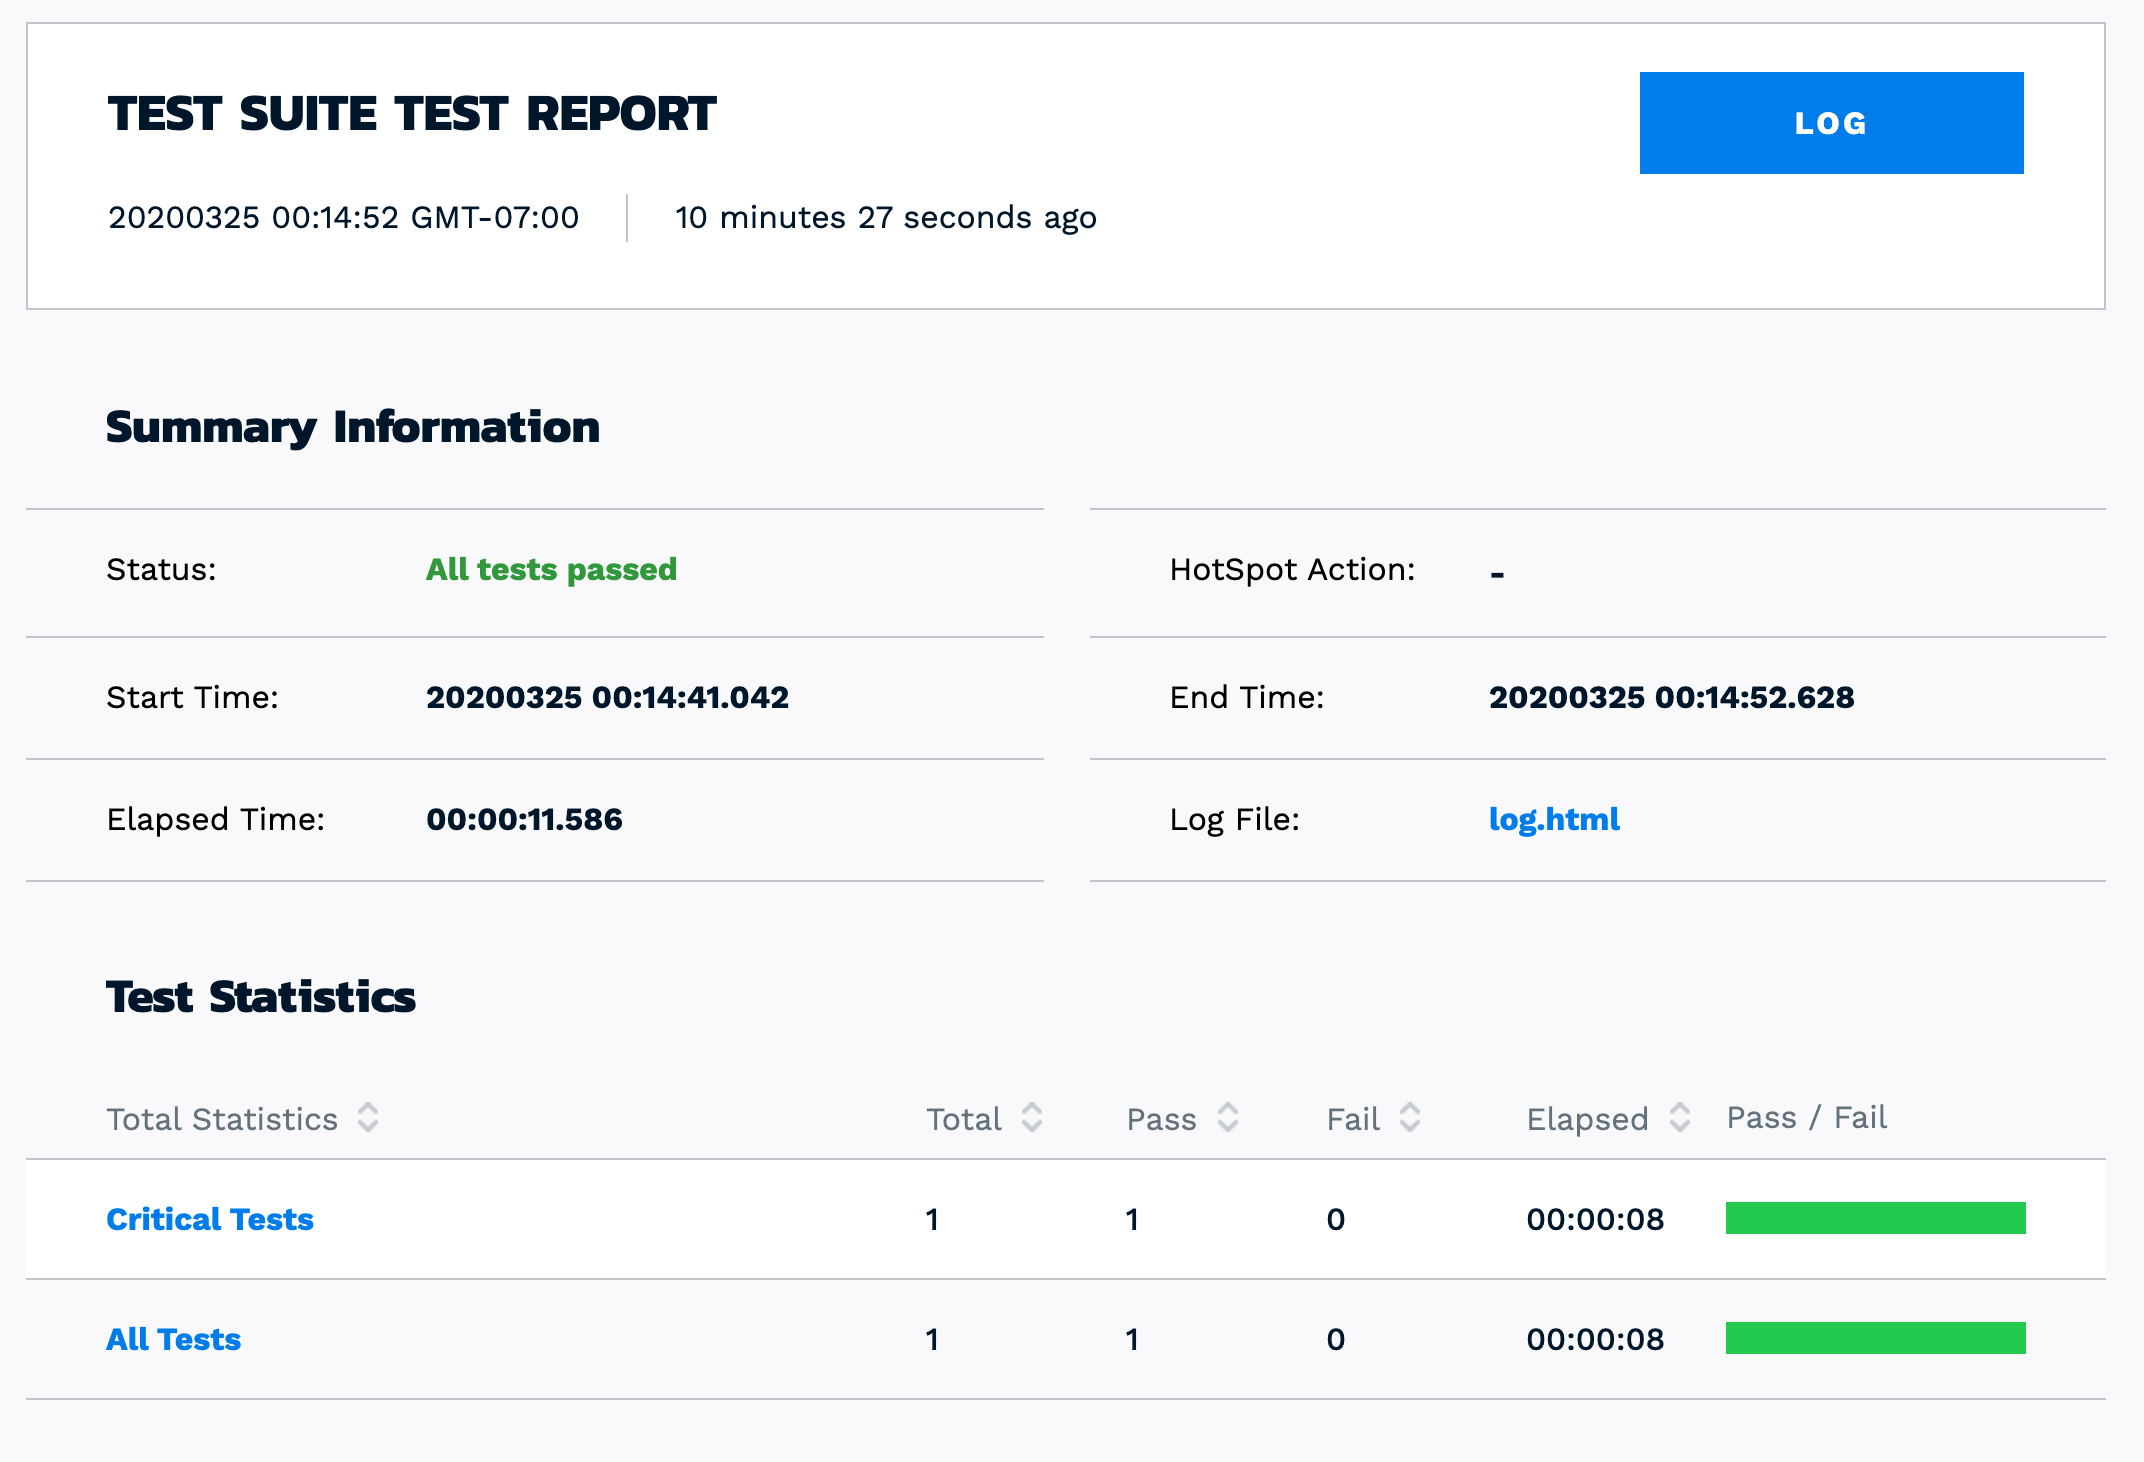 TEST SUITE TEST REPORT
LOG
20200325 00:14:52 GMT-07:00 10 minutes 27 seconds ago
Summary Information
Status: All tests passed HotSpot Action: -
Start Time: 20200325 00:14:41.042 End Time: 20200325 00:14:52.628
Elapsed Time: 00:00:11.586 Log File: log.html
Test Statistics
Total Statistics Total Pass Fail Elapsed Pass / Fail
Critical Tests 1 1 0 00:00:08
All Tests 1 1 0 00:00:08